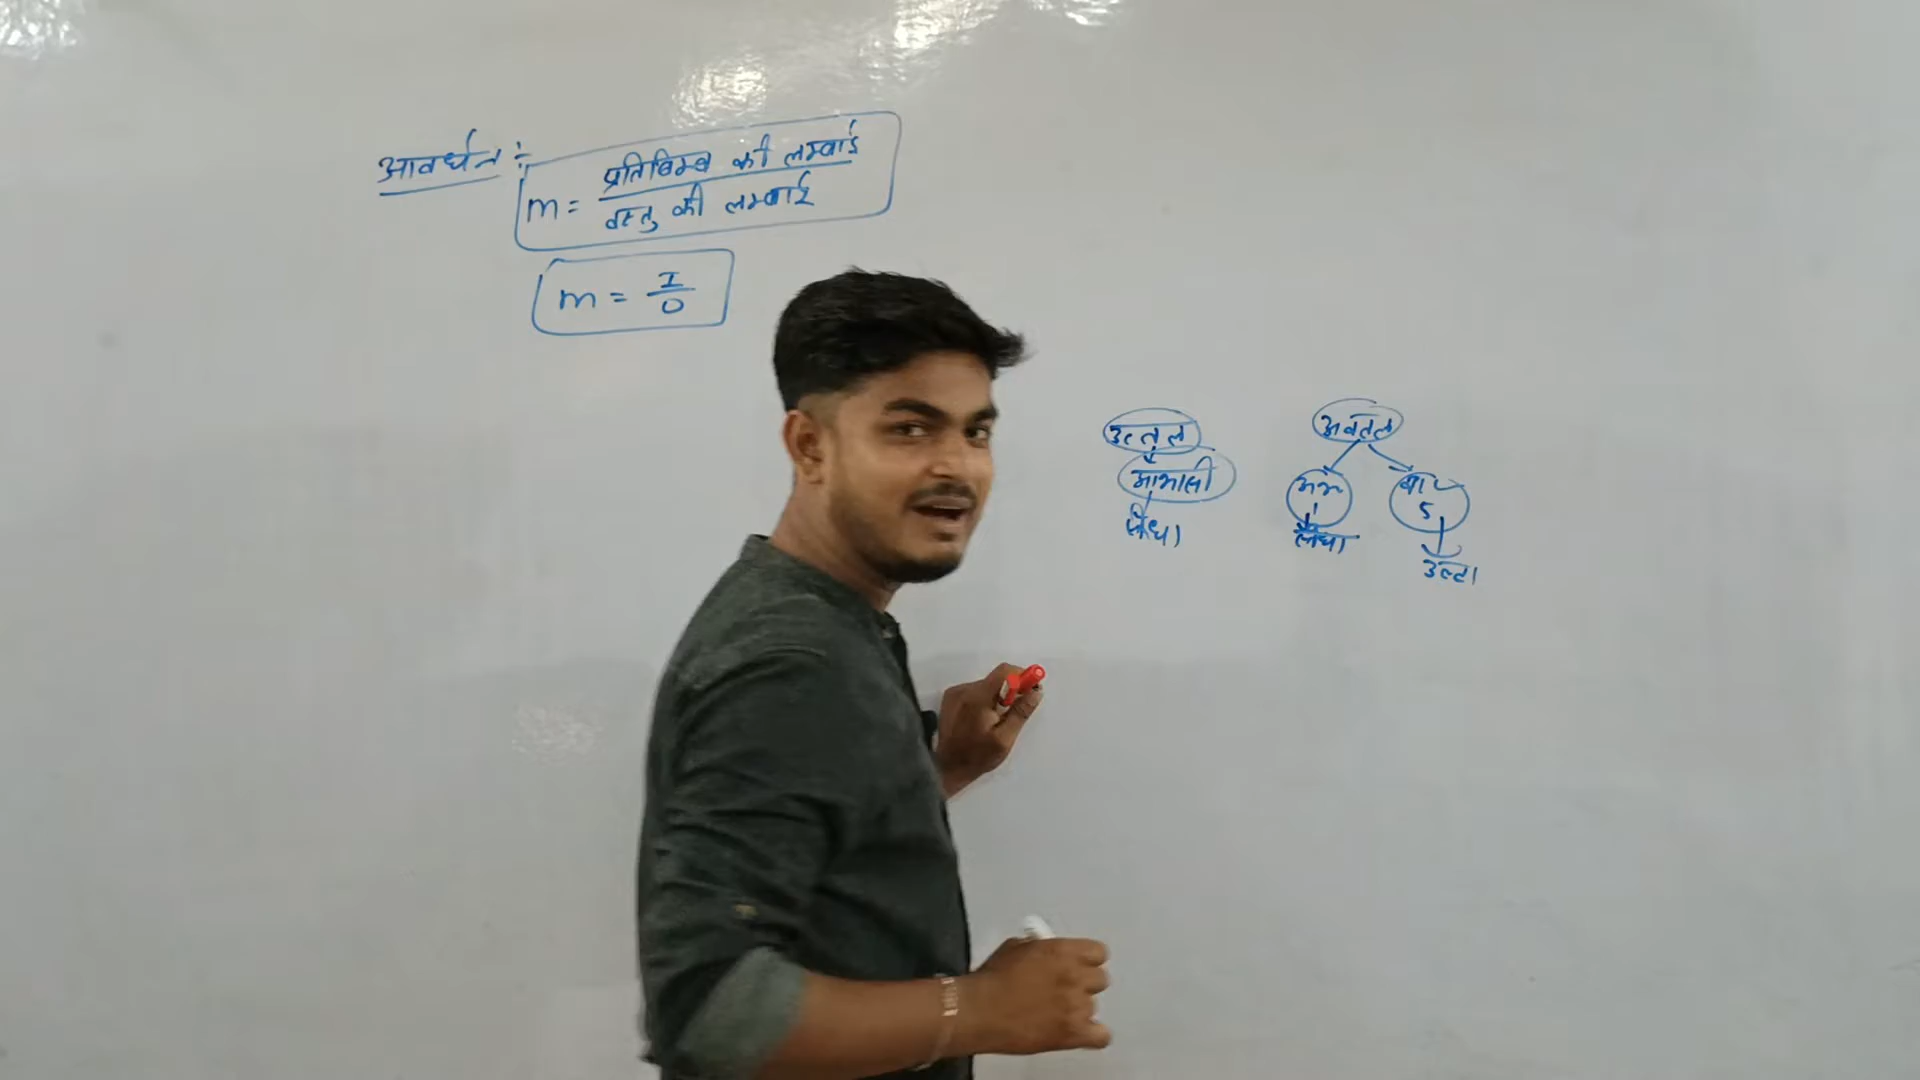 आवर्धन :-
m = प्रतिबिम्ब की लम्बाई
वस्तु की लम्बाई
m = I
O
उत्तल
अवतल
आभासी
सीधा
उल्टा